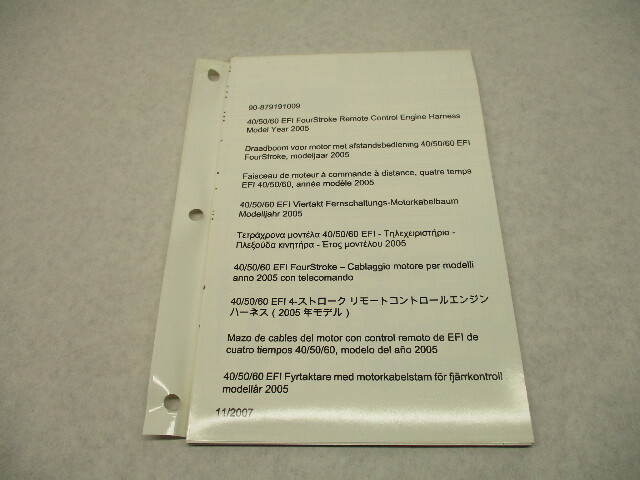 90-879191009
40/50/60 EFI FourStroke Remote Control Engine Harness
Model Year 2005
Draadboom voor motor met afstandsbediening 40/50/60 EFI
FourStroke, modeljaar 2005
Faisceau de moteur à commande à distance, quatre temps
EFI 40/50/60, année modèle 2005
40/50/60 EFI Viertakt Fernschaltungs-Motorkabelbaum
Modelljahr 2005
Τετράχρονα μοντέλα 40/50/60 EFI - Τηλεχειριστήρια -
Πλεξούδα κινητήρα - Έτος μοντέλου 2005
40/50/60 EFI FourStroke – Cablaggio motore per modelli
anno 2005 con telecomando
40/50/60 EFI 4-ストローク リモートコントロールエンジン
ハーネス ( 2005 年モデル )
Mazo de cables del motor con control remoto de EFI de
cuatro tiempos 40/50/60, modelo del año 2005
40/50/60 EFI Fyrtaktare med motorkabelstam för fjärrkontroll
modellår 2005
11/2007